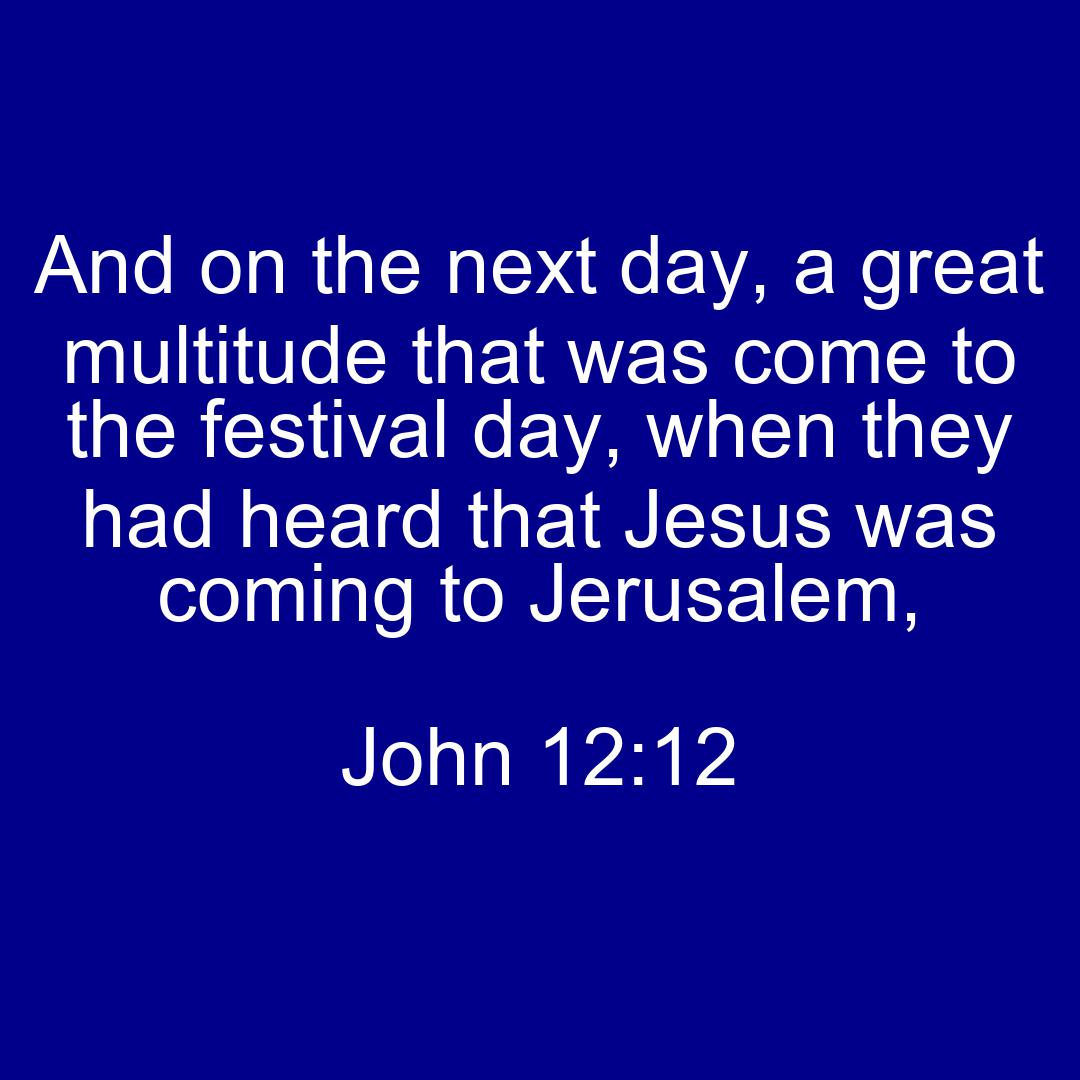 And on the next day, a great
multitude that was come to
the festival day, when they
had heard that Jesus was
coming to Jerusalem,
John 12:12